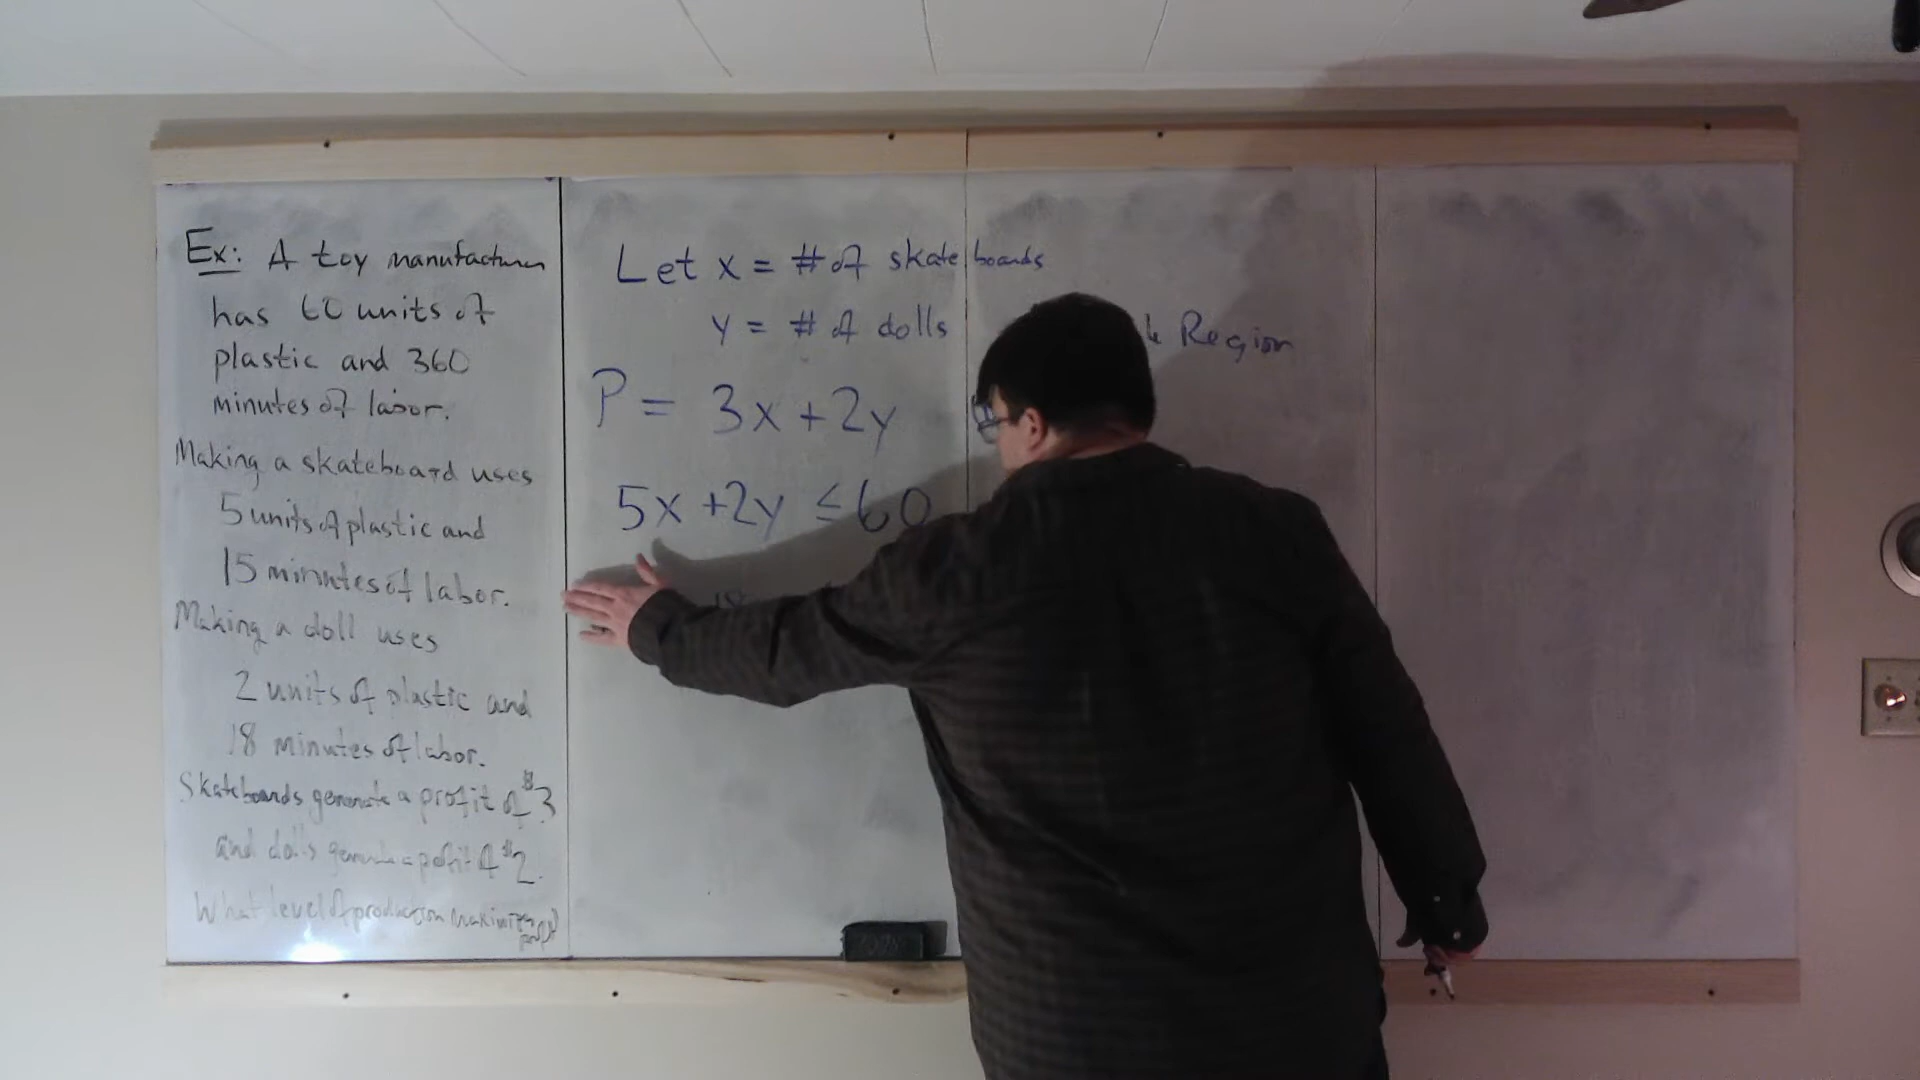 Ex: A toy manufacturer
has 60 units of
plastic and 360
minutes of labor.
Making a skateboard uses
5 units of plastic and
15 minutes of labor.
Making a doll uses
2 units of plastic and
18 minutes of labor.
Skateboards generate a profit of $3
and dolls generate a profit of $2.
What level of production maximizes profit?
Let x = # of skateboards
y = # of dolls
P = 3x + 2y
5x + 2y ≤ 60
18
Region